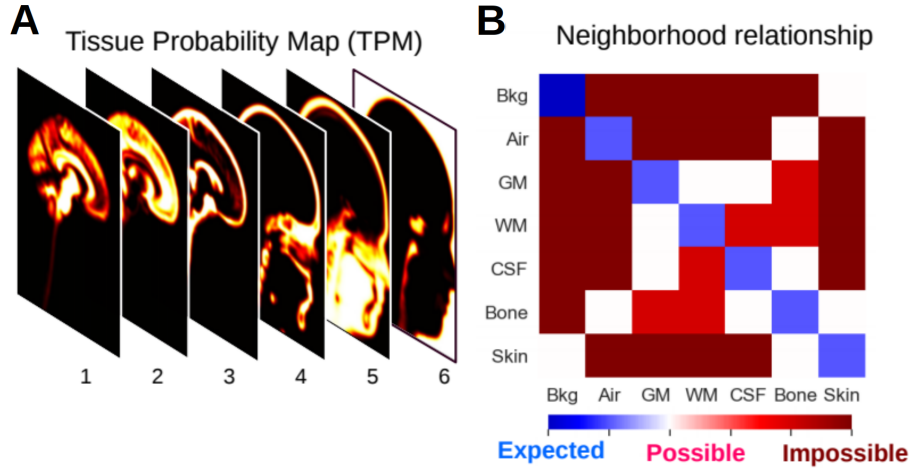 A
Tissue Probability Map (TPM)
1 2 3 4 5 6
B
Neighborhood relationship
Bkg
Air
GM
WM
CSF
Bone
Skin
Bkg Air GM WM CSF Bone Skin
Expected Possible Impossible